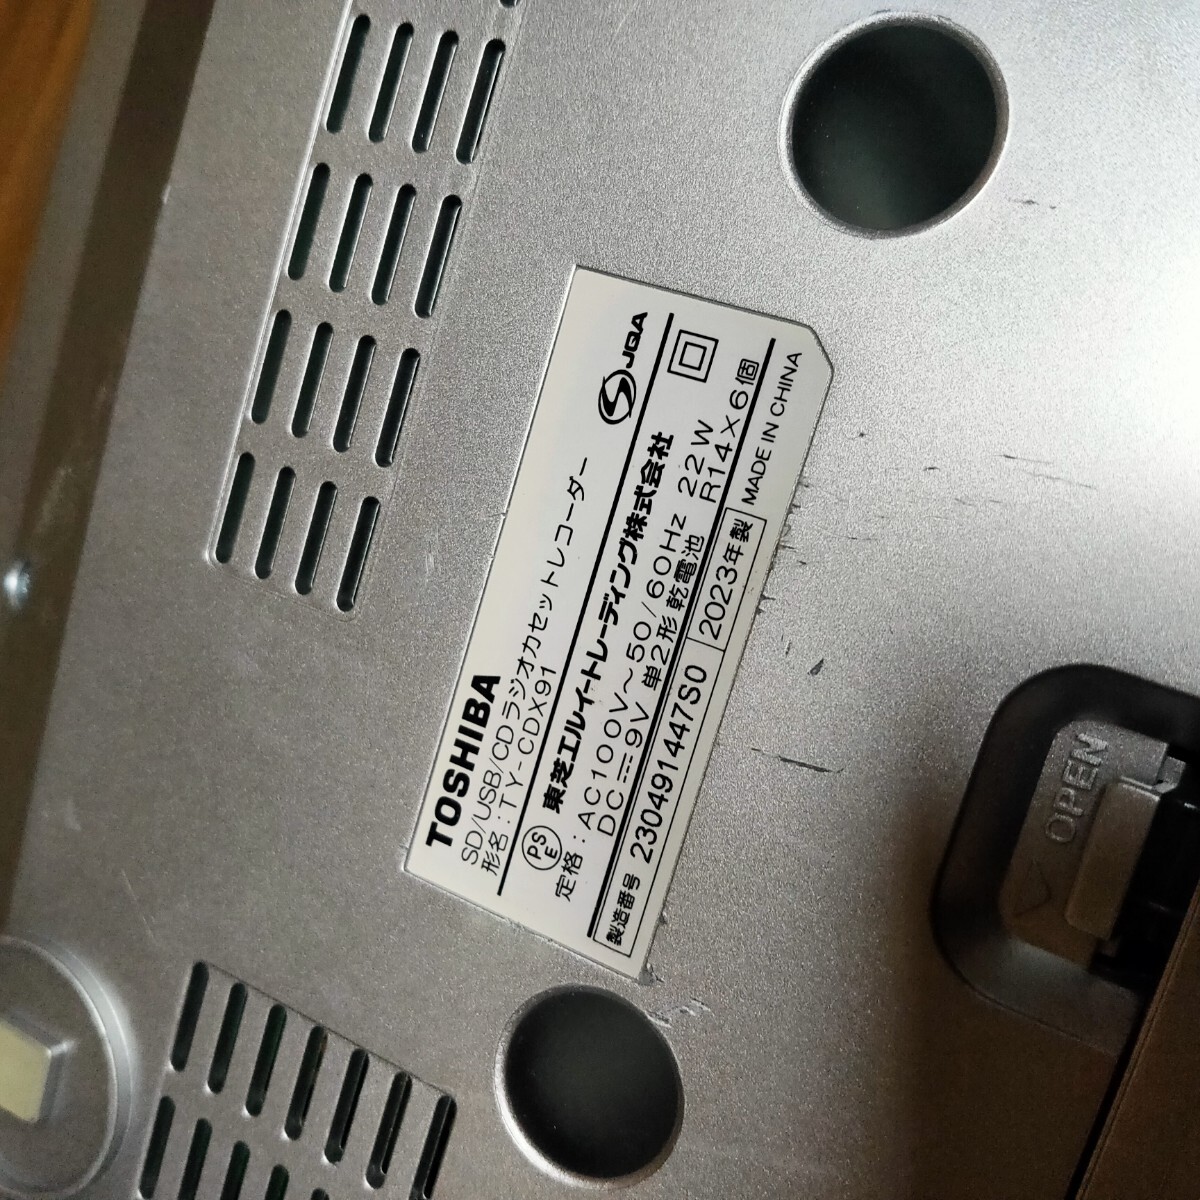 TOSHIBA
SD/USB/CDラジオカセットレコーダー
形名:TY-CDX91
JQA
PSE 東芝エルイートレーディング株式会社
定格:AC100V～50/60Hz 22W
DC⎓9V 単2形乾電池 R14×6個
製造番号 230491447S0 2023年製 MADE IN CHINA
OPEN